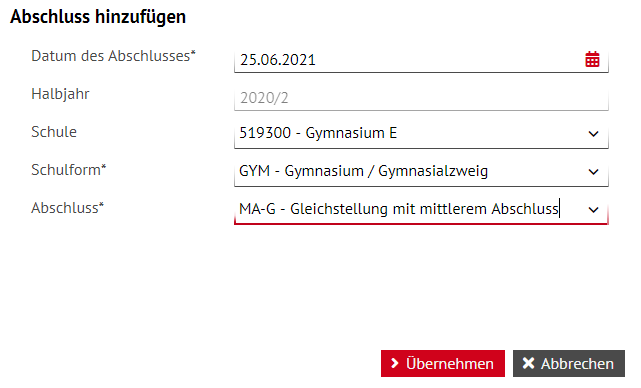 Abschluss hinzufügen
Datum des Abschlusses* 25.06.2021
Halbjahr 2020/2
Schule 519300 - Gymnasium E
Schulform* GYM - Gymnasium / Gymnasialzweig
Abschluss* MA-G - Gleichstellung mit mittlerem Abschluss
Übernehmen Abbrechen